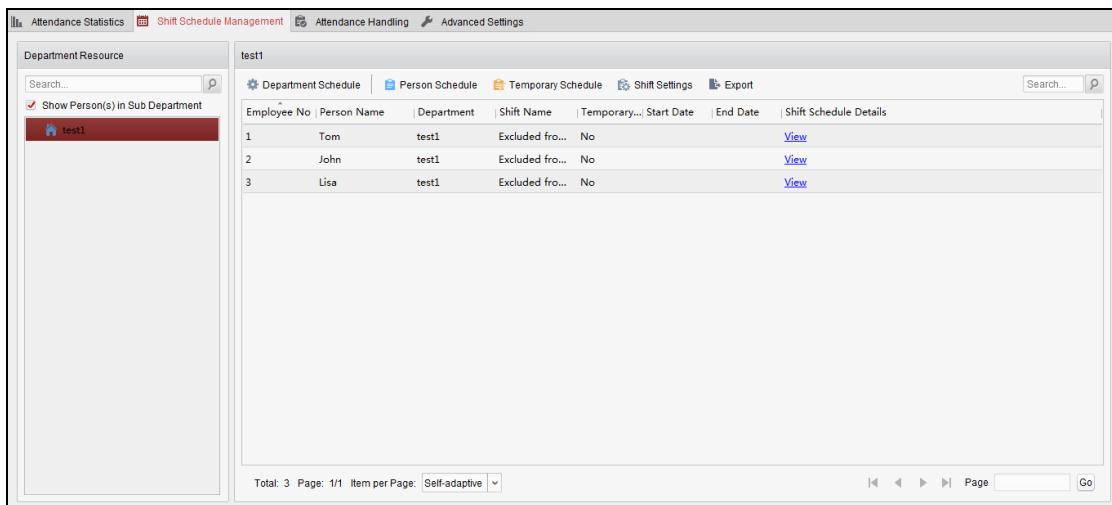 Attendance Statistics Shift Schedule Management Attendance Handling Advanced Settings
Department Resource
Search...
Show Person(s) in Sub Department
test1
test1
Department Schedule Person Schedule Temporary Schedule Shift Settings Export Search...
Employee No Person Name Department Shift Name Temporary... Start Date End Date Shift Schedule Details
1 Tom test1 Excluded fro... No View
2 John test1 Excluded fro... No View
3 Lisa test1 Excluded fro... No View
Total: 3 Page: 1/1 Item per Page: Self-adaptive Page Go